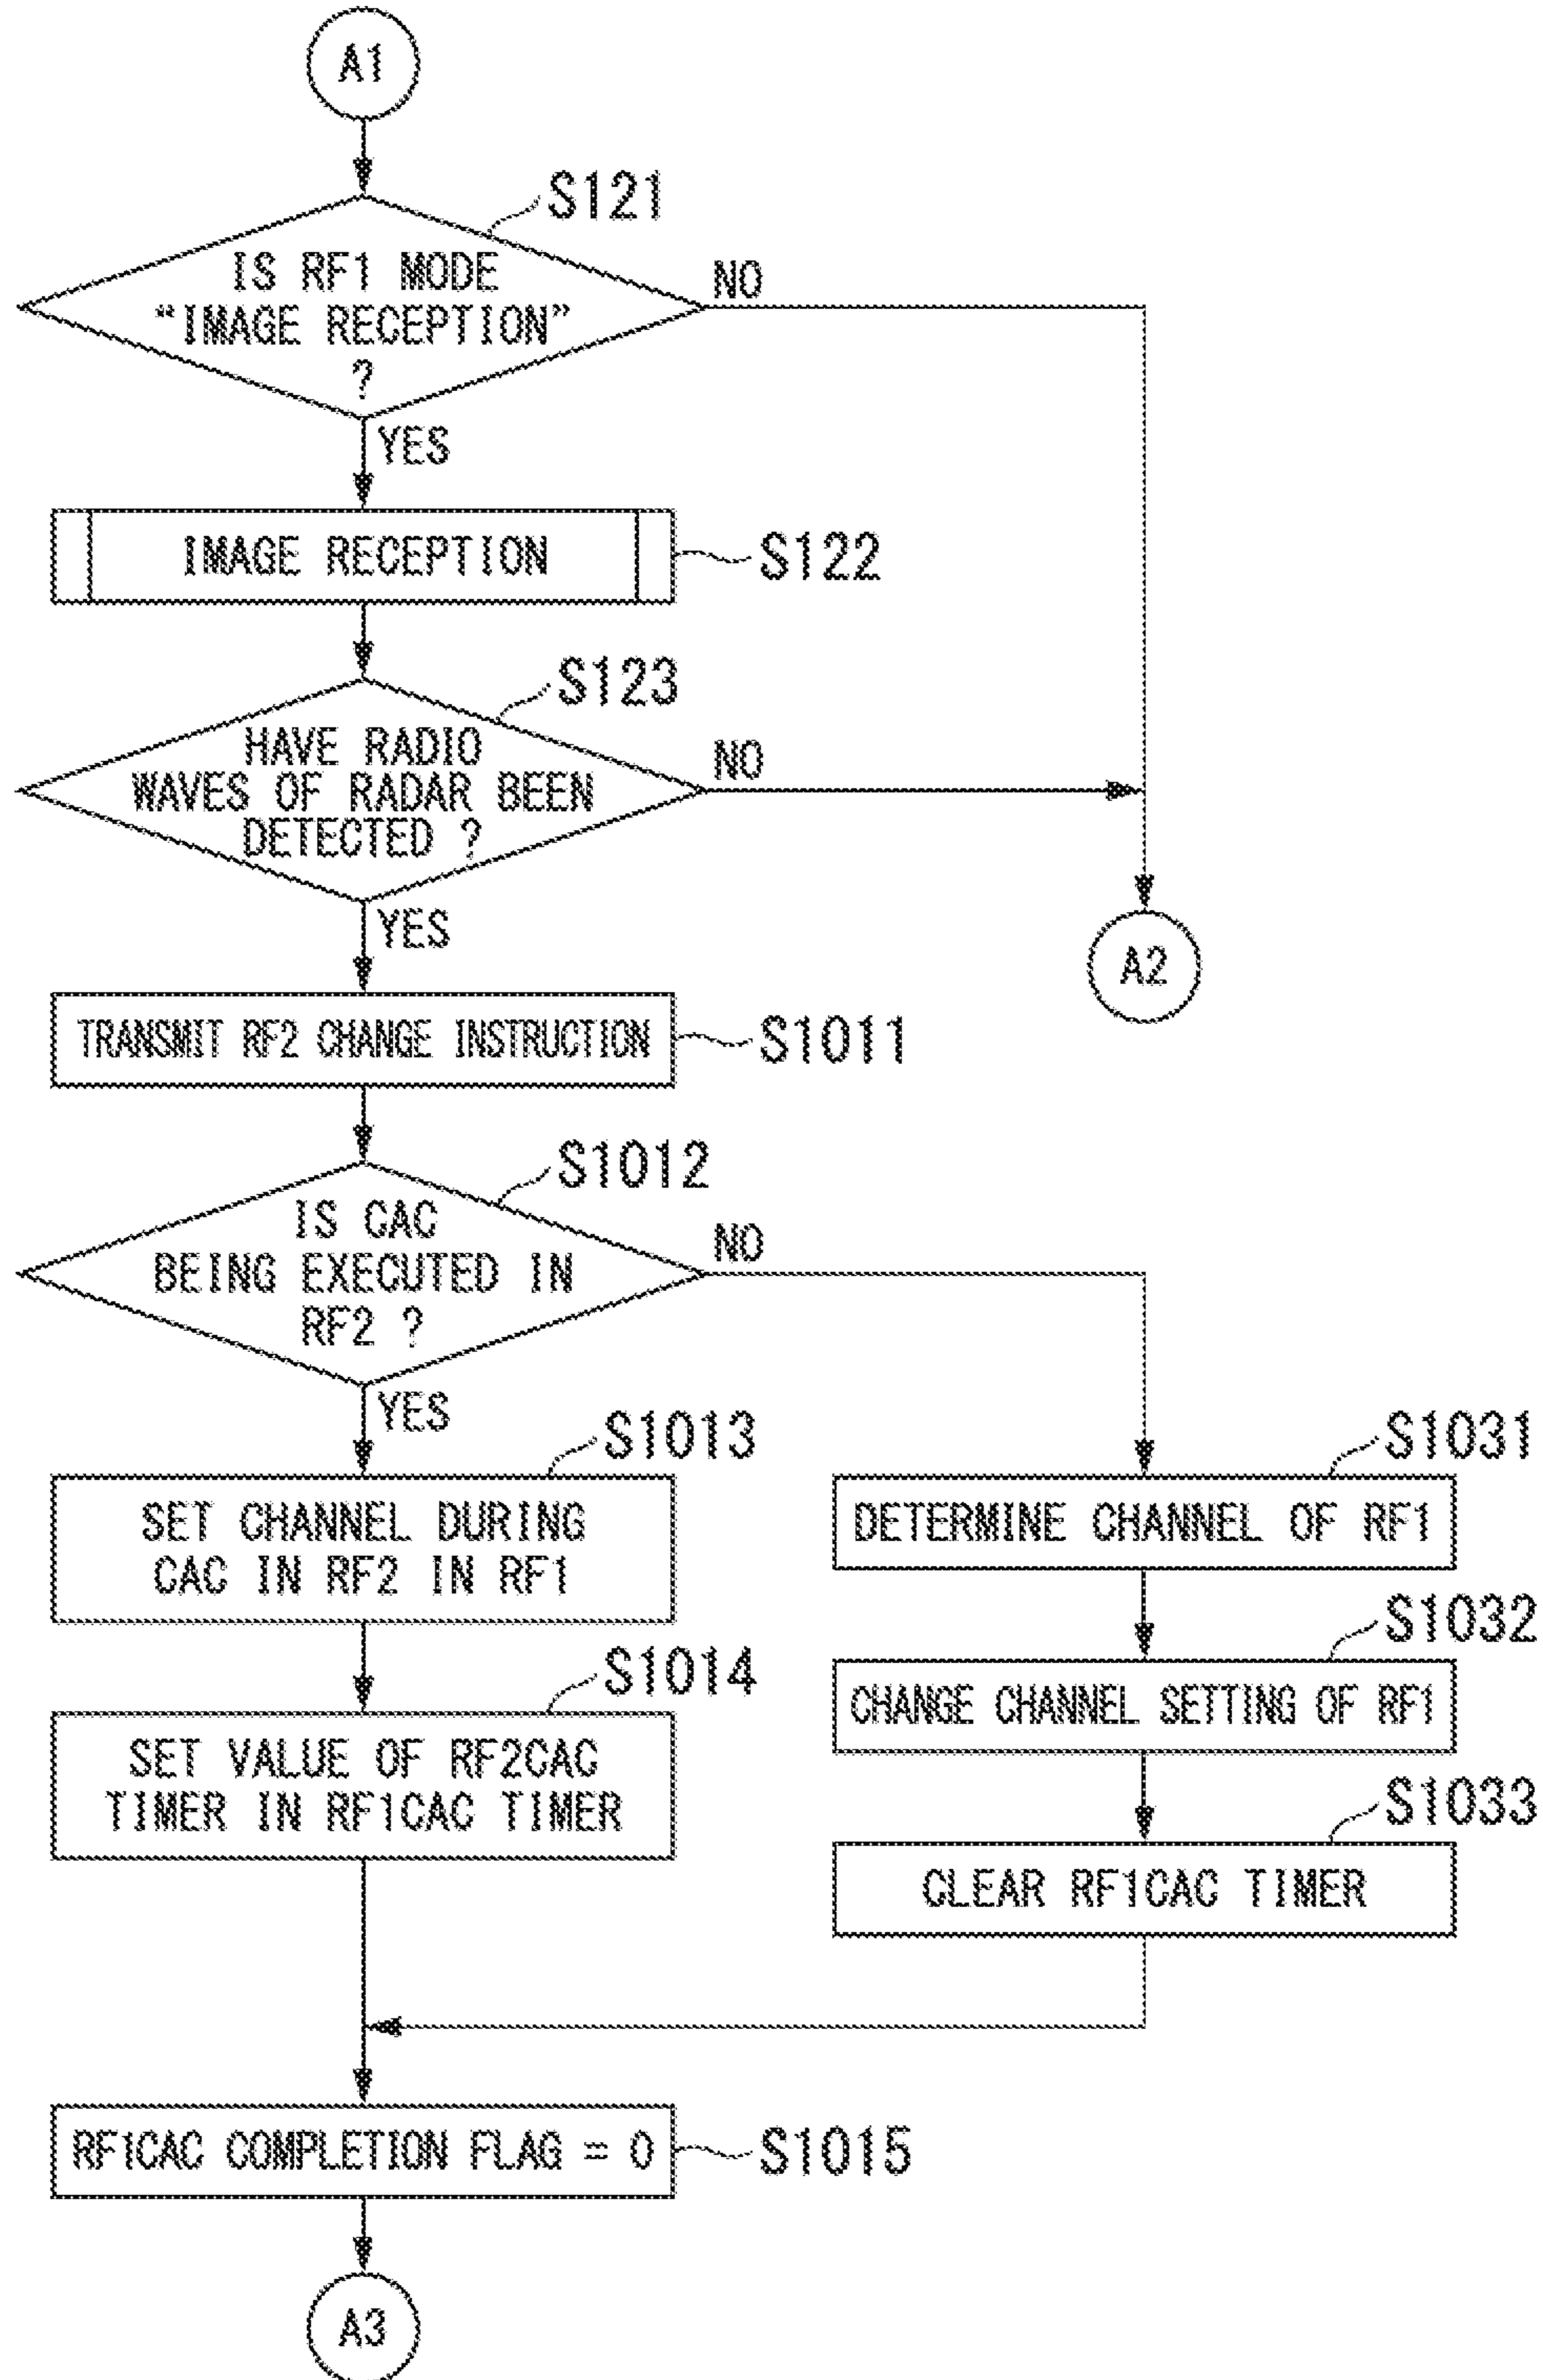 A1
S121
IS RF1 MODE
“IMAGE RECEPTION”
?
NO
YES
IMAGE RECEPTION
S122
S123
HAVE RADIO
WAVES OF RADAR BEEN
DETECTED ?
NO
YES
A2
TRANSMIT RF2 CHANGE INSTRUCTION
S1011
S1012
IS CAC
BEING EXECUTED IN
RF2 ?
NO
YES
S1013
SET CHANNEL DURING
CAC IN RF2 IN RF1
S1014
SET VALUE OF RF2CAC
TIMER IN RF1CAC TIMER
S1031
DETERMINE CHANNEL OF RF1
S1032
CHANGE CHANNEL SETTING OF RF1
S1033
CLEAR RF1CAC TIMER
RF1CAC COMPLETION FLAG = 0
S1015
A3